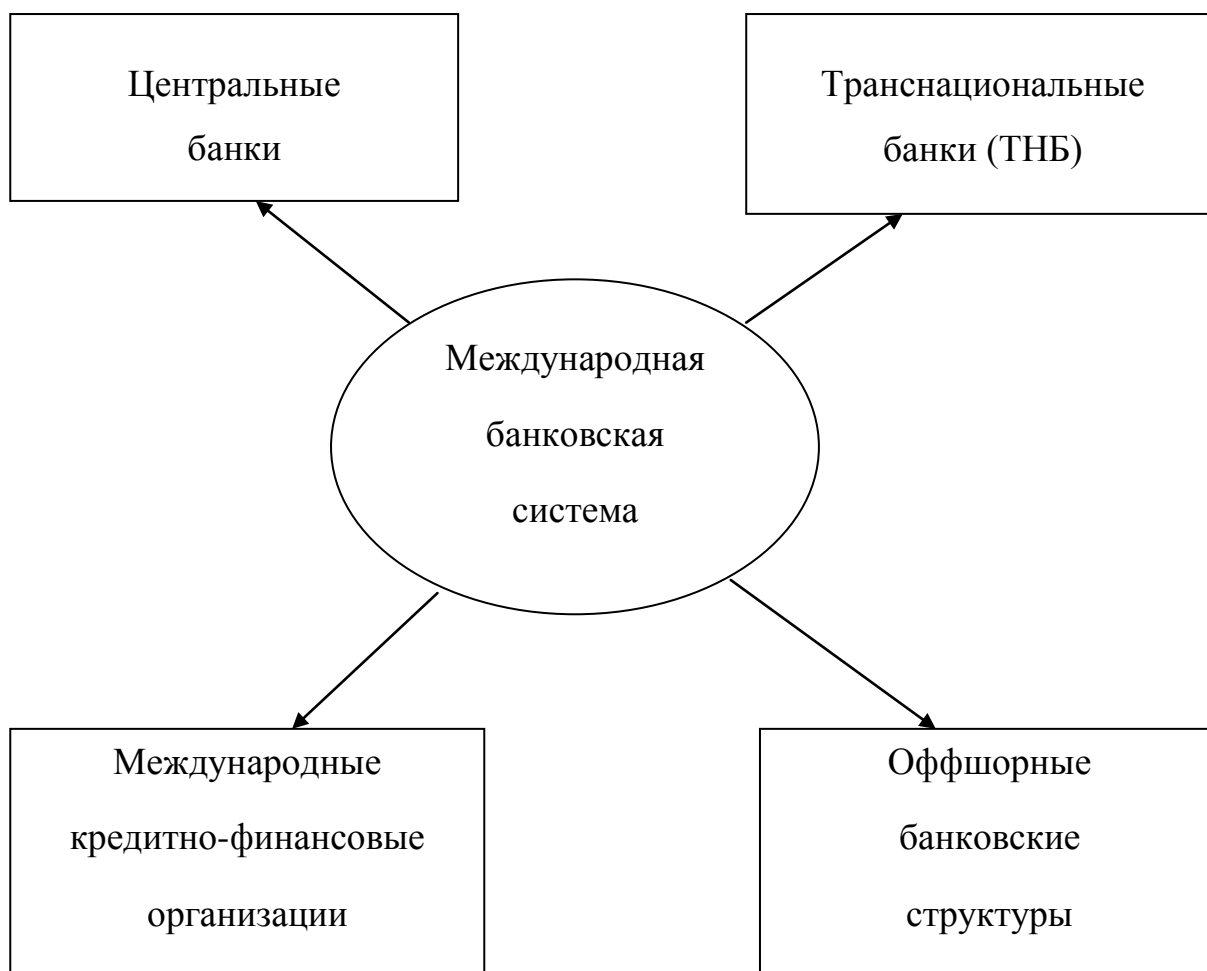 Центральные
банки
Транснациональные
банки (ТНБ)
Международная
банковская
система
Международные
кредитно-финансовые
организации
Оффшорные
банковские
структуры